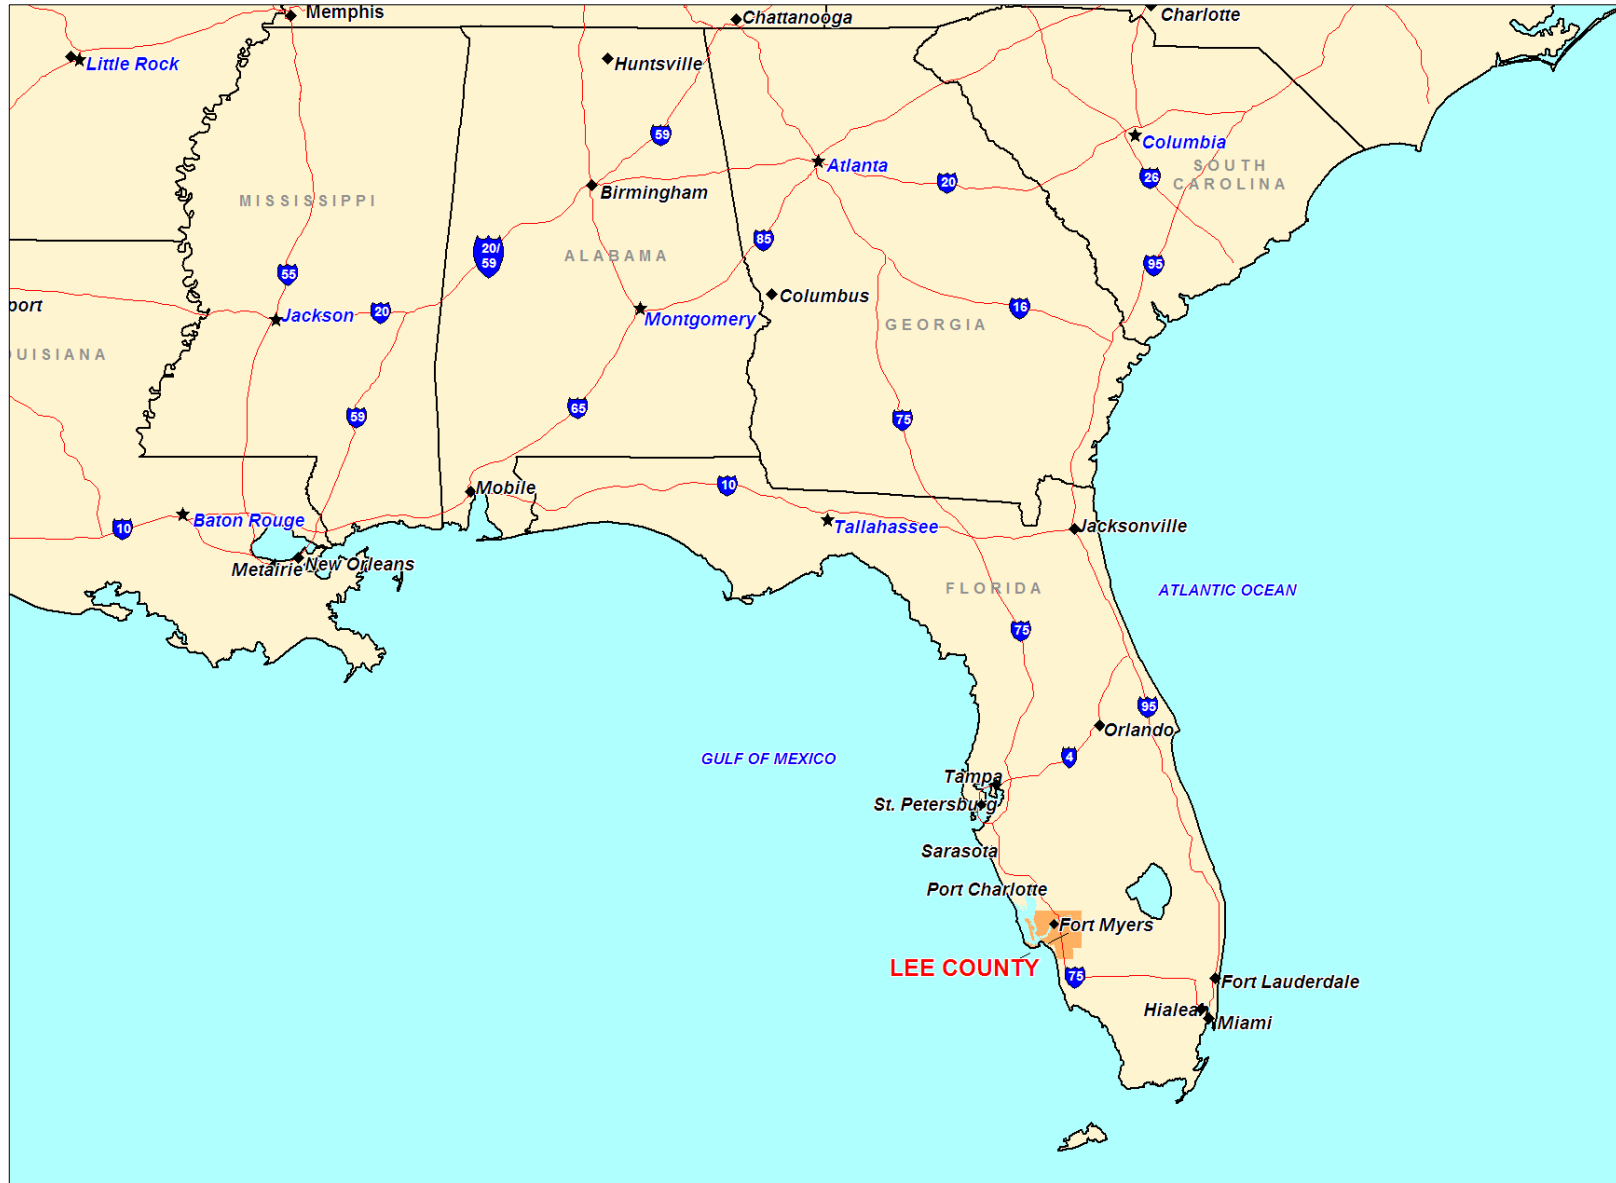 Memphis
Chattanooga
Charlotte
Little Rock
Huntsville
59
Columbia
Atlanta
SOUTH
CAROLINA
20
26
Birmingham
MISSISSIPPI
85
20/
59
ALABAMA
95
55
Columbus
port
Jackson
20
Montgomery
16
GEORGIA
OUISIANA
65
59
75
10
Mobile
Baton Rouge
10
Tallahassee
Jacksonville
Metairie
New Orleans
FLORIDA
ATLANTIC OCEAN
75
95
Orlando
GULF OF MEXICO
4
Tampa
St. Petersburg
Sarasota
Port Charlotte
Fort Myers
LEE COUNTY
75
Fort Lauderdale
Hialeah
Miami